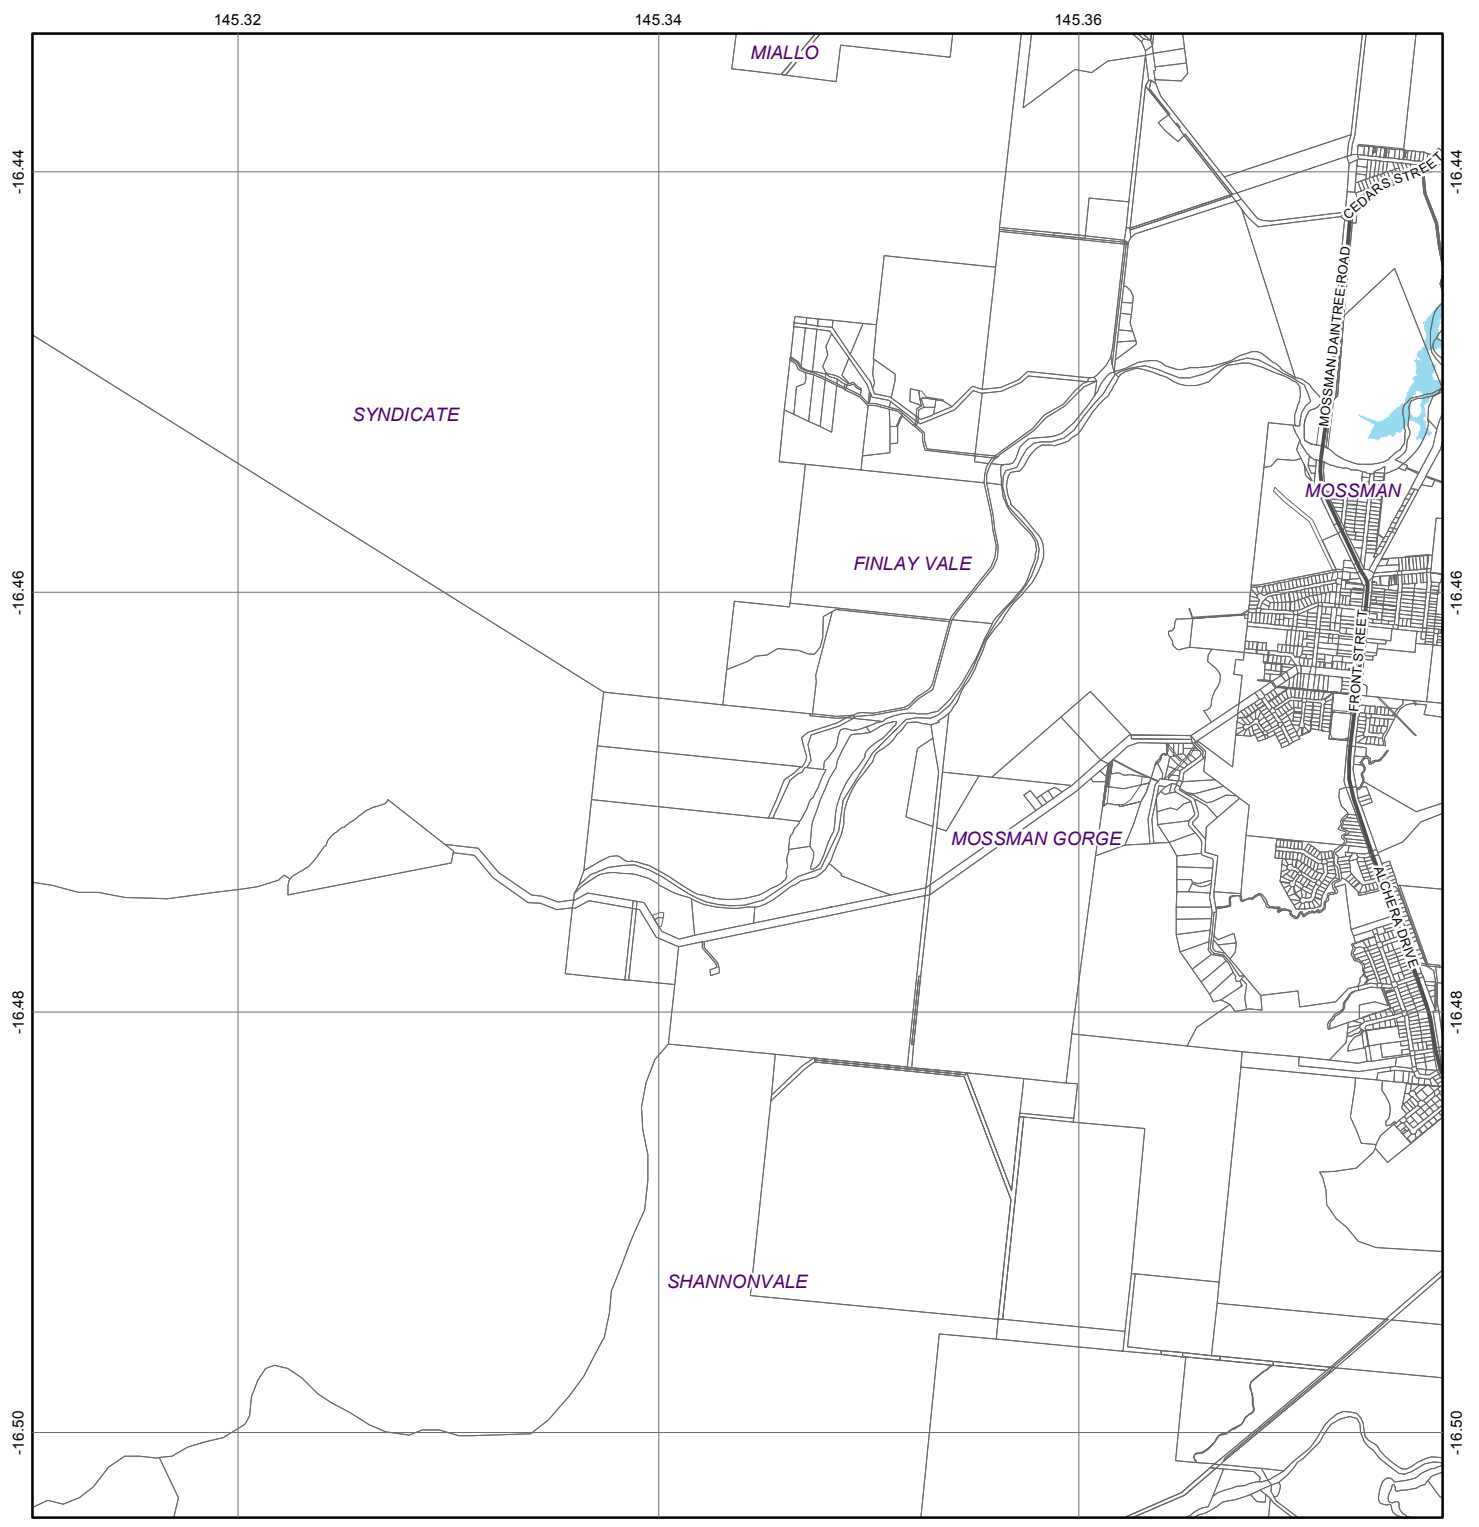 145.32
145.34
145.36
MIALLO
-16.44
-16.44
CEDARS STREET
MOSSMAN DAINTREE ROAD
SYNDICATE
MOSSMAN
FINLAY VALE
-16.46
-16.46
FRONT STREET
MOSSMAN GORGE
ALCHERA DRIVE
-16.48
-16.48
SHANNONVALE
-16.50
-16.50